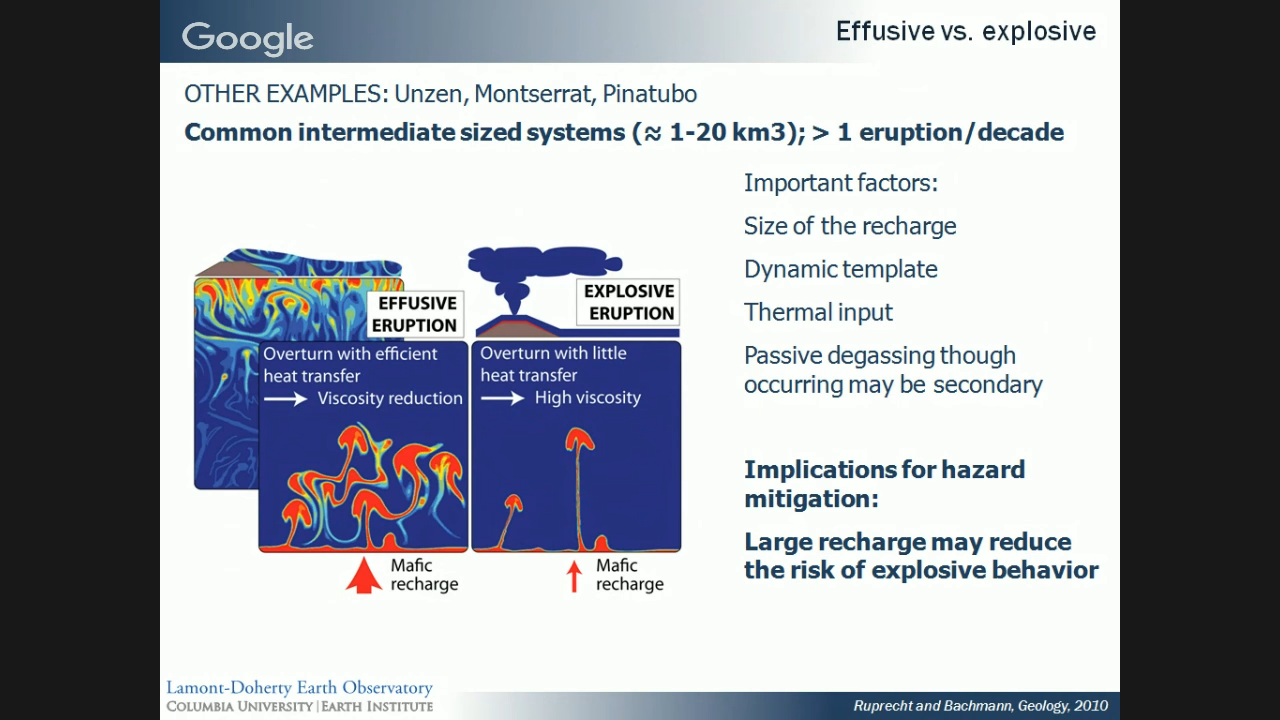 Google
Effusive vs. explosive
OTHER EXAMPLES: Unzen, Montserrat, Pinatubo
Common intermediate sized systems (≈ 1-20 km3); > 1 eruption/decade
Important factors:
Size of the recharge
Dynamic template
Thermal input
Passive degassing though
occurring may be secondary
Implications for hazard
mitigation:
Large recharge may reduce
the risk of explosive behavior
EFFUSIVE
ERUPTION
Overturn with efficient
heat transfer
Viscosity reduction
Mafic
recharge
EXPLOSIVE
ERUPTION
Overturn with little
heat transfer
High viscosity
Mafic
recharge
Lamont-Doherty Earth Observatory
COLUMBIA UNIVERSITY | EARTH INSTITUTE
Ruprecht and Bachmann, Geology, 2010